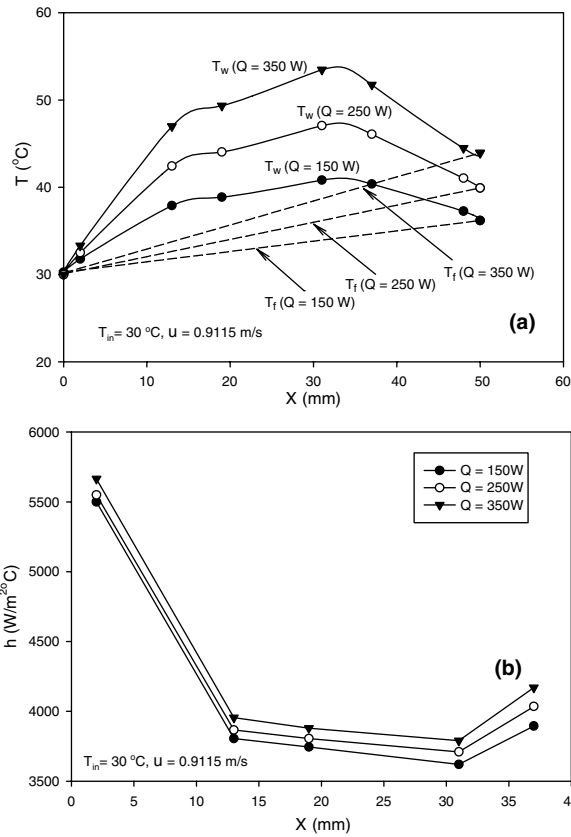 60
50
40
30
20
T (°C)
T_w (Q = 350 W)
T_w (Q = 250 W)
T_w (Q = 150 W)
T_f (Q = 350 W)
T_f (Q = 250 W)
T_f (Q = 150 W)
T_in= 30 °C, u = 0.9115 m/s
(a)
0 10 20 30 40 50 60
X (mm)
6000
5500
5000
4500
4000
3500
h (W/m²°C)
Q = 150W
Q = 250W
Q = 350W
(b)
T_in= 30 °C, u = 0.9115 m/s
0 5 10 15 20 25 30 35 4
X (mm)